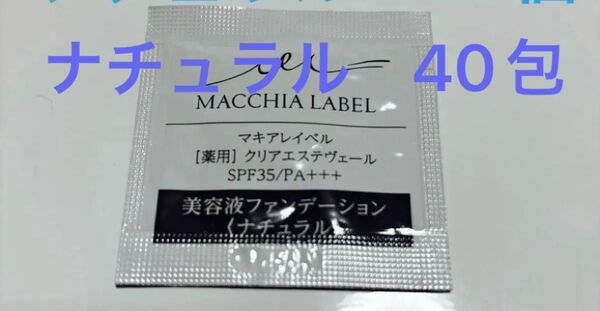 ナチュラル　40包
MACCHIA LABEL
マキアレイベル
[薬用] クリアエステヴェール
SPF35/PA+++
美容液ファンデーション
〈ナチュラル〉